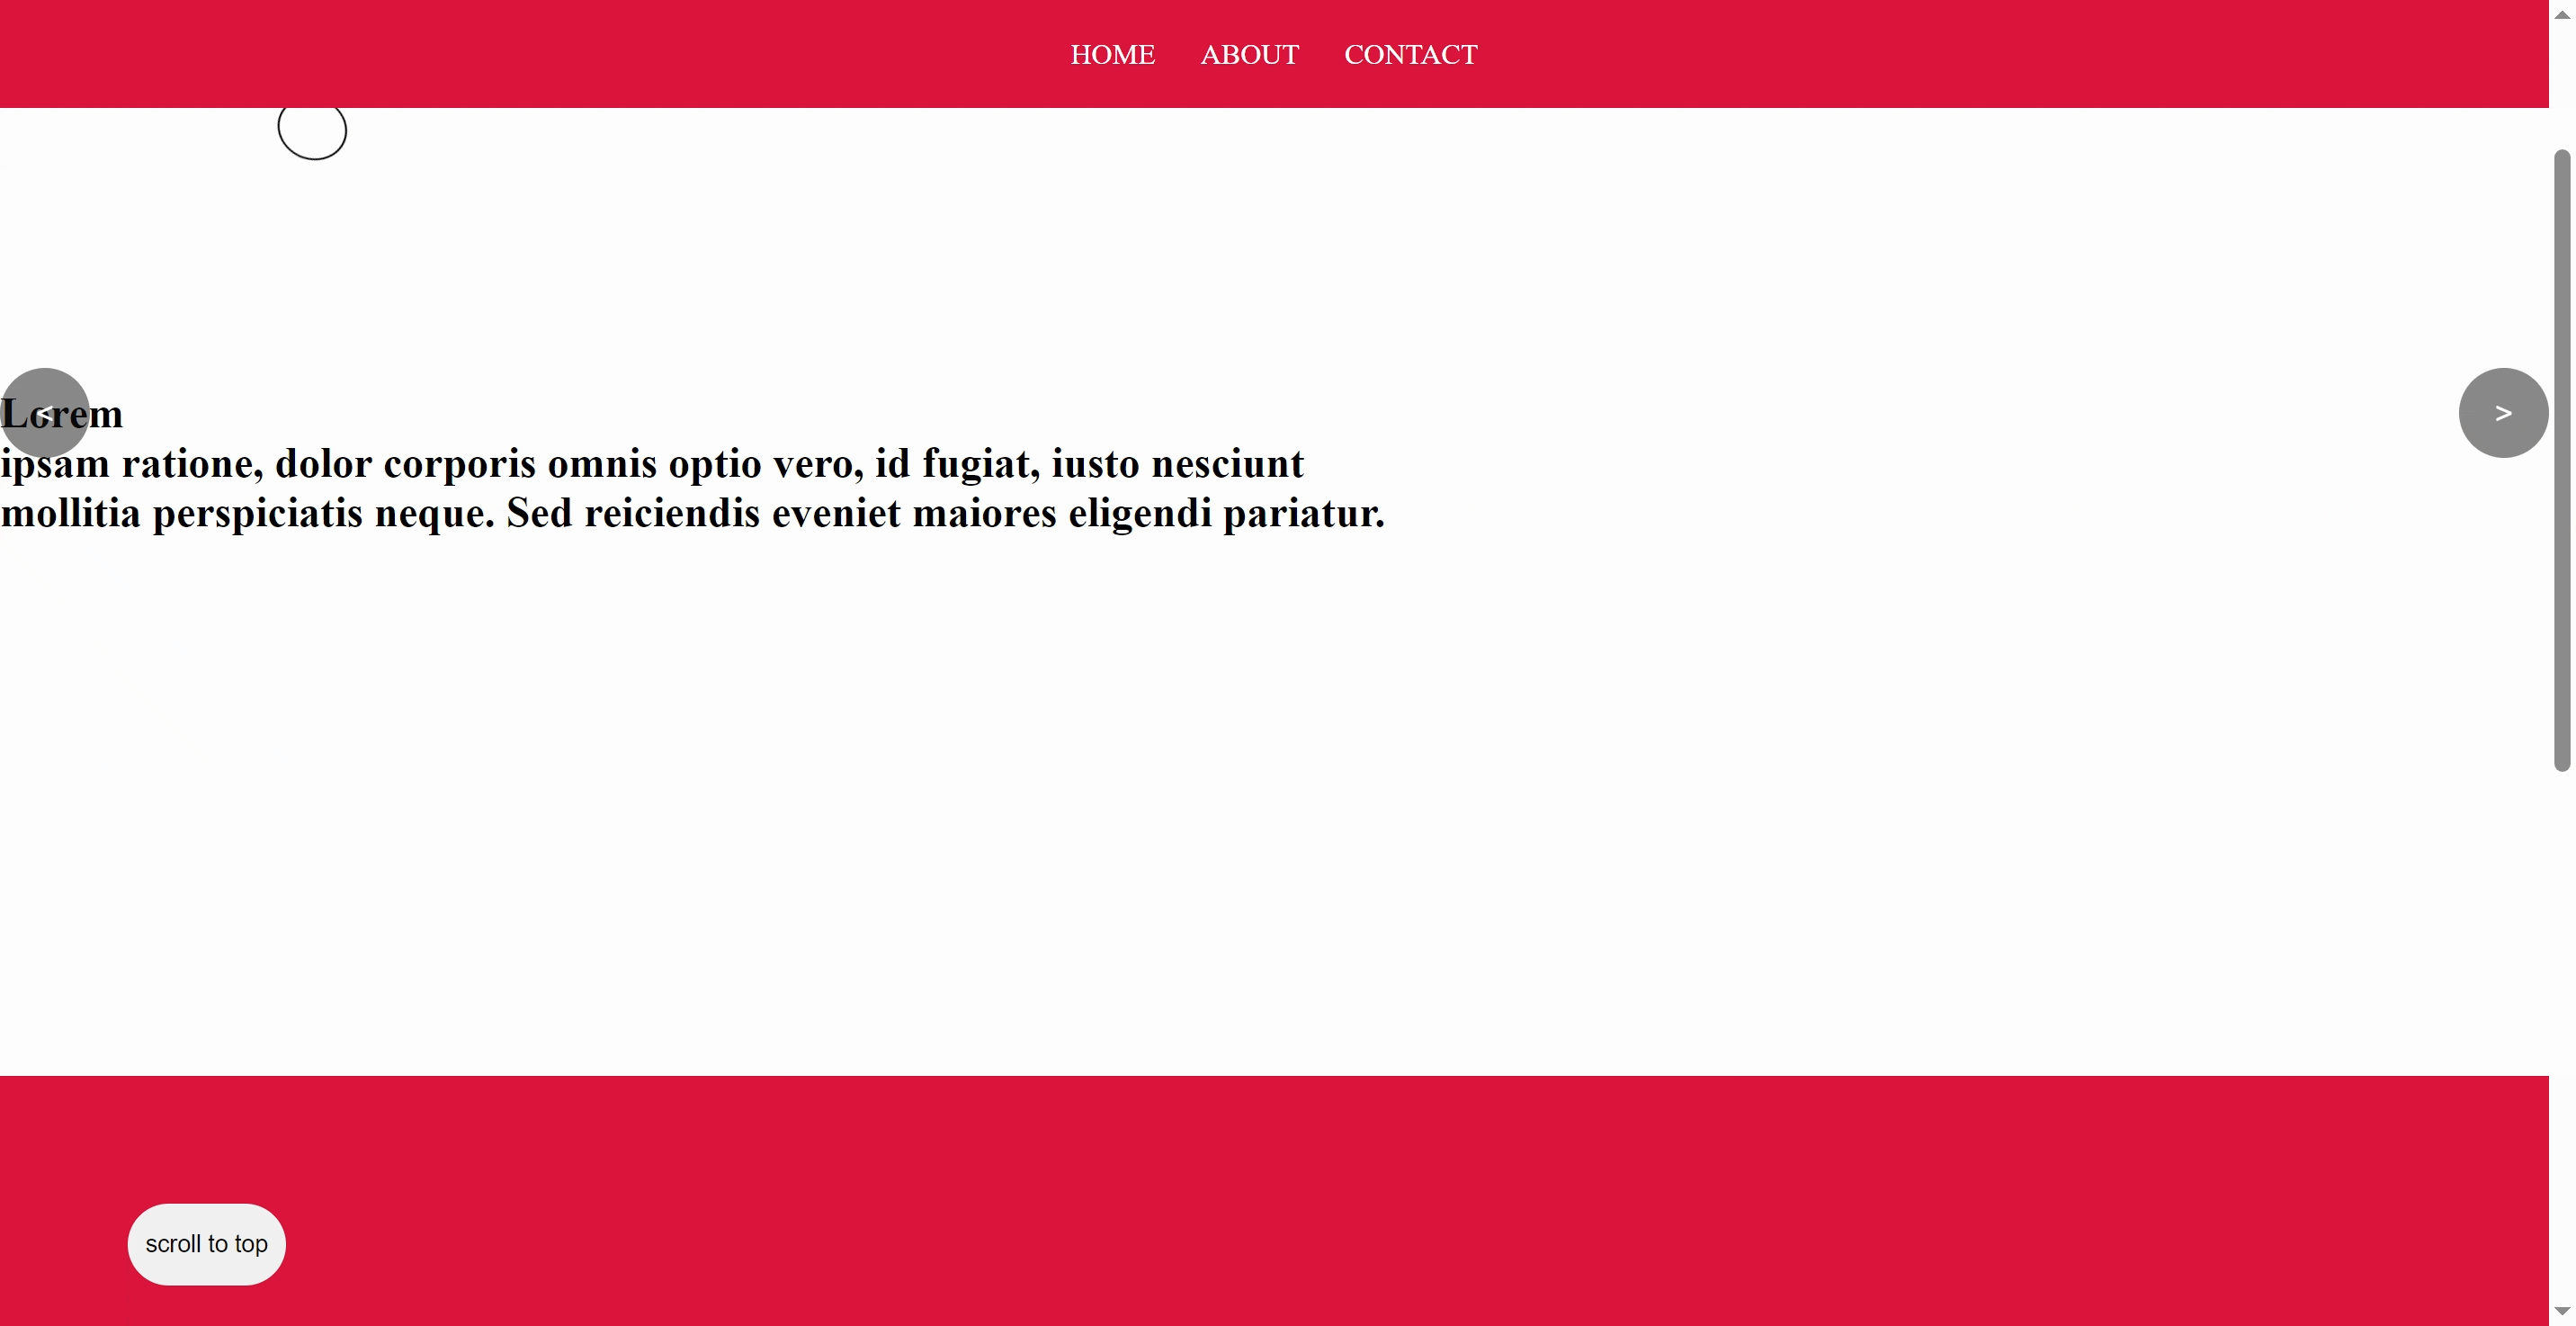 HOME ABOUT CONTACT
<
Lorem
>
ipsam ratione, dolor corporis omnis optio vero, id fugiat, iusto nesciunt
mollitia perspiciatis neque. Sed reiciendis eveniet maiores eligendi pariatur.
scroll to top